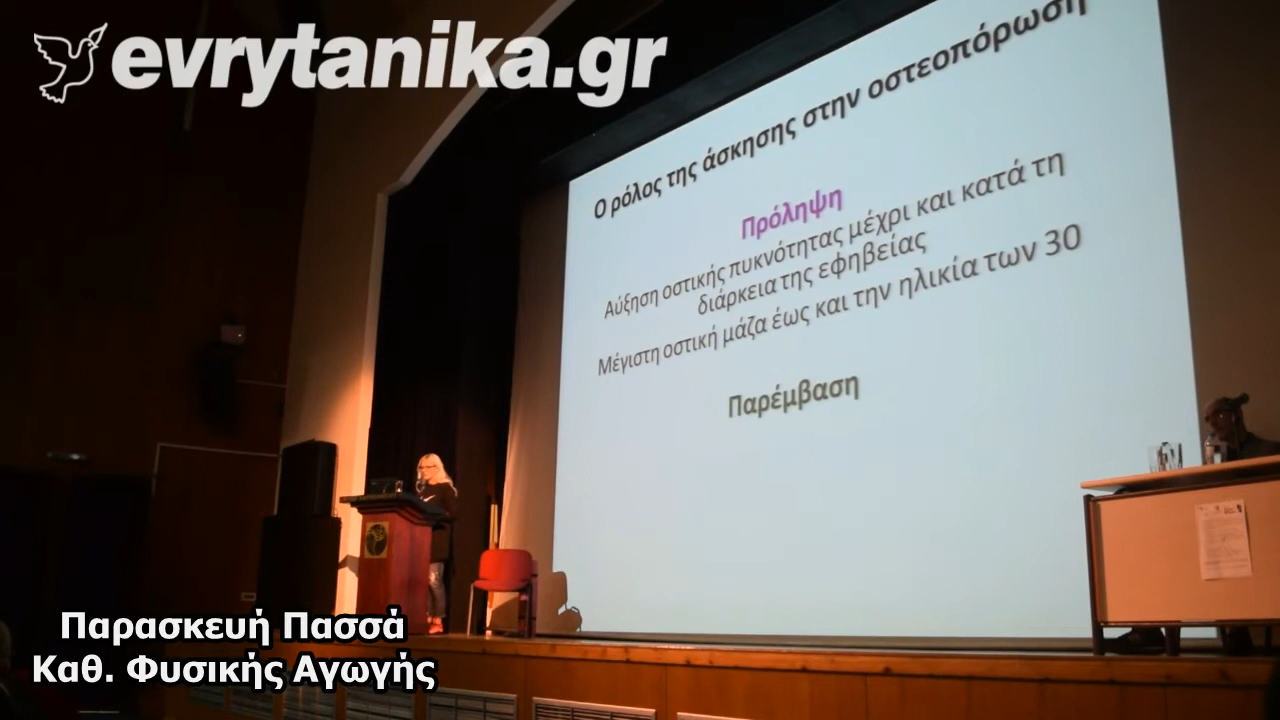 evrytanika.gr
Ο ρόλος της άσκησης στην οστεοπόρωση
Πρόληψη
Αύξηση οστικής πυκνότητας μέχρι και κατά τη
διάρκεια της εφηβείας
Μέγιστη οστική μάζα έως και την ηλικία των 30
Παρέμβαση
Παρασκευή Πασσά
Καθ. Φυσικής Αγωγής